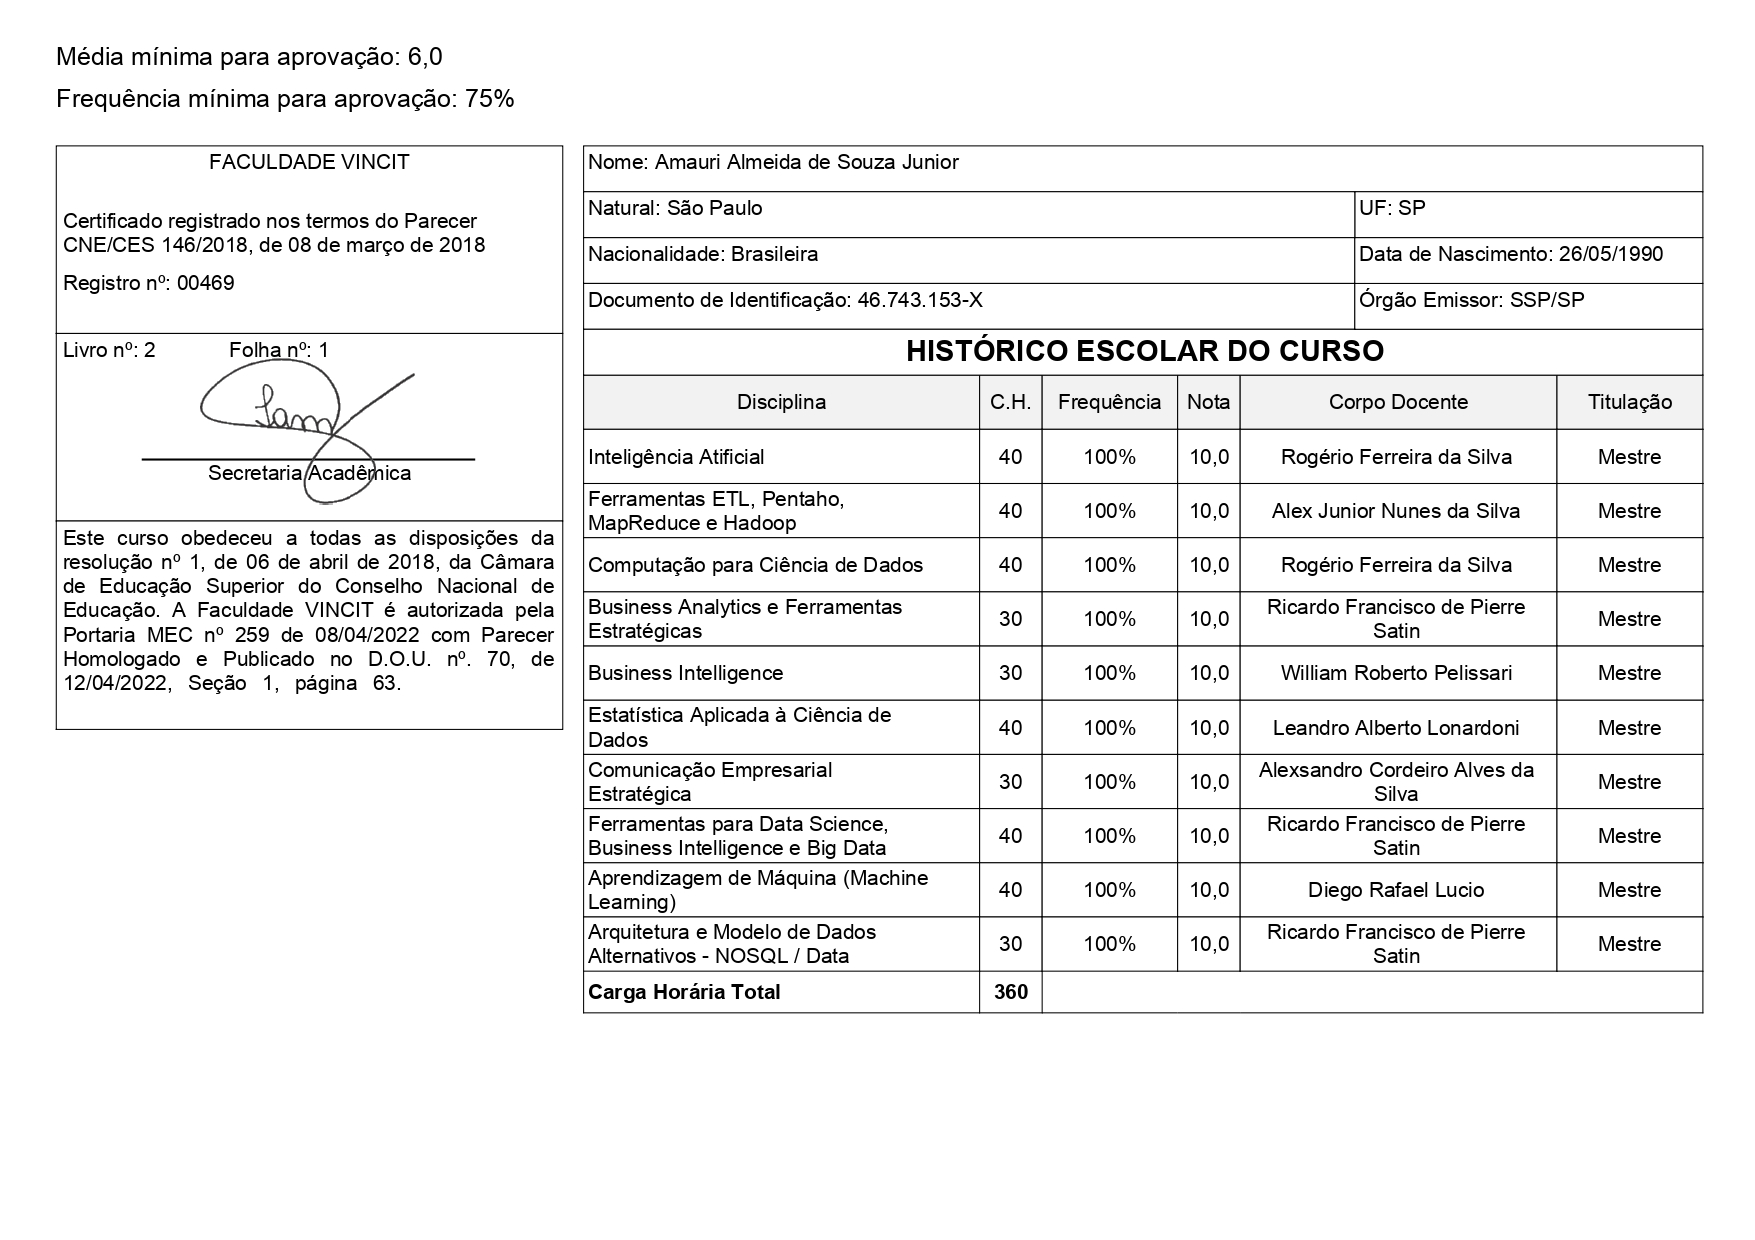 Média mínima para aprovação: 6,0
Frequência mínima para aprovação: 75%
FACULDADE VINCIT
Certificado registrado nos termos do Parecer
CNE/CES 146/2018, de 08 de março de 2018
Registro nº: 00469
Livro nº: 2 Folha nº: 1
Secretaria Acadêmica
Este curso obedeceu a todas as disposições da
resolução nº 1, de 06 de abril de 2018, da Câmara
de Educação Superior do Conselho Nacional de
Educação. A Faculdade VINCIT é autorizada pela
Portaria MEC nº 259 de 08/04/2022 com Parecer
Homologado e Publicado no D.O.U. nº. 70, de
12/04/2022, Seção 1, página 63.
Nome: Amauri Almeida de Souza Junior
Natural: São Paulo UF: SP
Nacionalidade: Brasileira Data de Nascimento: 26/05/1990
Documento de Identificação: 46.743.153-X Órgão Emissor: SSP/SP
HISTÓRICO ESCOLAR DO CURSO
Disciplina C.H. Frequência Nota Corpo Docente Titulação
Inteligência Atificial 40 100% 10,0 Rogério Ferreira da Silva Mestre
Ferramentas ETL, Pentaho,
MapReduce e Hadoop 40 100% 10,0 Alex Junior Nunes da Silva Mestre
Computação para Ciência de Dados 40 100% 10,0 Rogério Ferreira da Silva Mestre
Business Analytics e Ferramentas
Estratégicas 30 100% 10,0 Ricardo Francisco de Pierre
Satin Mestre
Business Intelligence 30 100% 10,0 William Roberto Pelissari Mestre
Estatística Aplicada à Ciência de
Dados 40 100% 10,0 Leandro Alberto Lonardoni Mestre
Comunicação Empresarial
Estratégica 30 100% 10,0 Alexsandro Cordeiro Alves da
Silva Mestre
Ferramentas para Data Science,
Business Intelligence e Big Data 40 100% 10,0 Ricardo Francisco de Pierre
Satin Mestre
Aprendizagem de Máquina (Machine
Learning) 40 100% 10,0 Diego Rafael Lucio Mestre
Arquitetura e Modelo de Dados
Alternativos - NOSQL / Data 30 100% 10,0 Ricardo Francisco de Pierre
Satin Mestre
Carga Horária Total 360